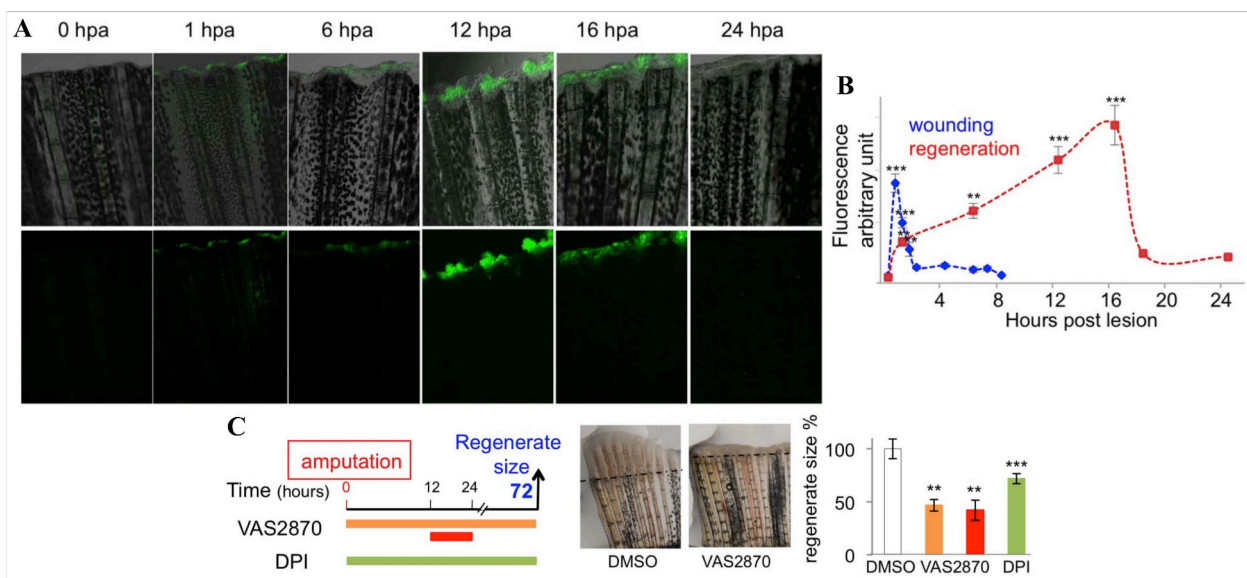 A
0 hpa 1 hpa 6 hpa 12 hpa 16 hpa 24 hpa
B
Fluorescence
arbitrary unit
wounding
regeneration
***
***
**
**
**
***
***
4 8 12 16 20 24
Hours post lesion
C
amputation
Regenerate
size
Time (hours) 0 12 24 72
VAS2870
DPI
DMSO VAS2870
regenerate size %
100
50
0
** ** ***
DMSO VAS2870 DPI